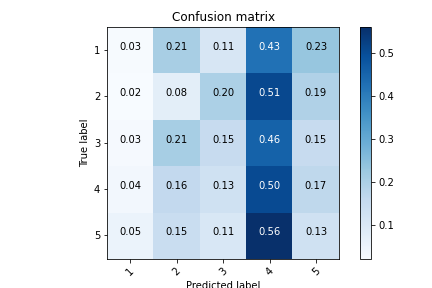 Confusion matrix
1 0.03 0.21 0.11 0.43 0.23
2 0.02 0.08 0.20 0.51 0.19
3 0.03 0.21 0.15 0.46 0.15
4 0.04 0.16 0.13 0.50 0.17
5 0.05 0.15 0.11 0.56 0.13
1 2 3 4 5
True label
Predicted label
0.5
0.4
0.3
0.2
0.1